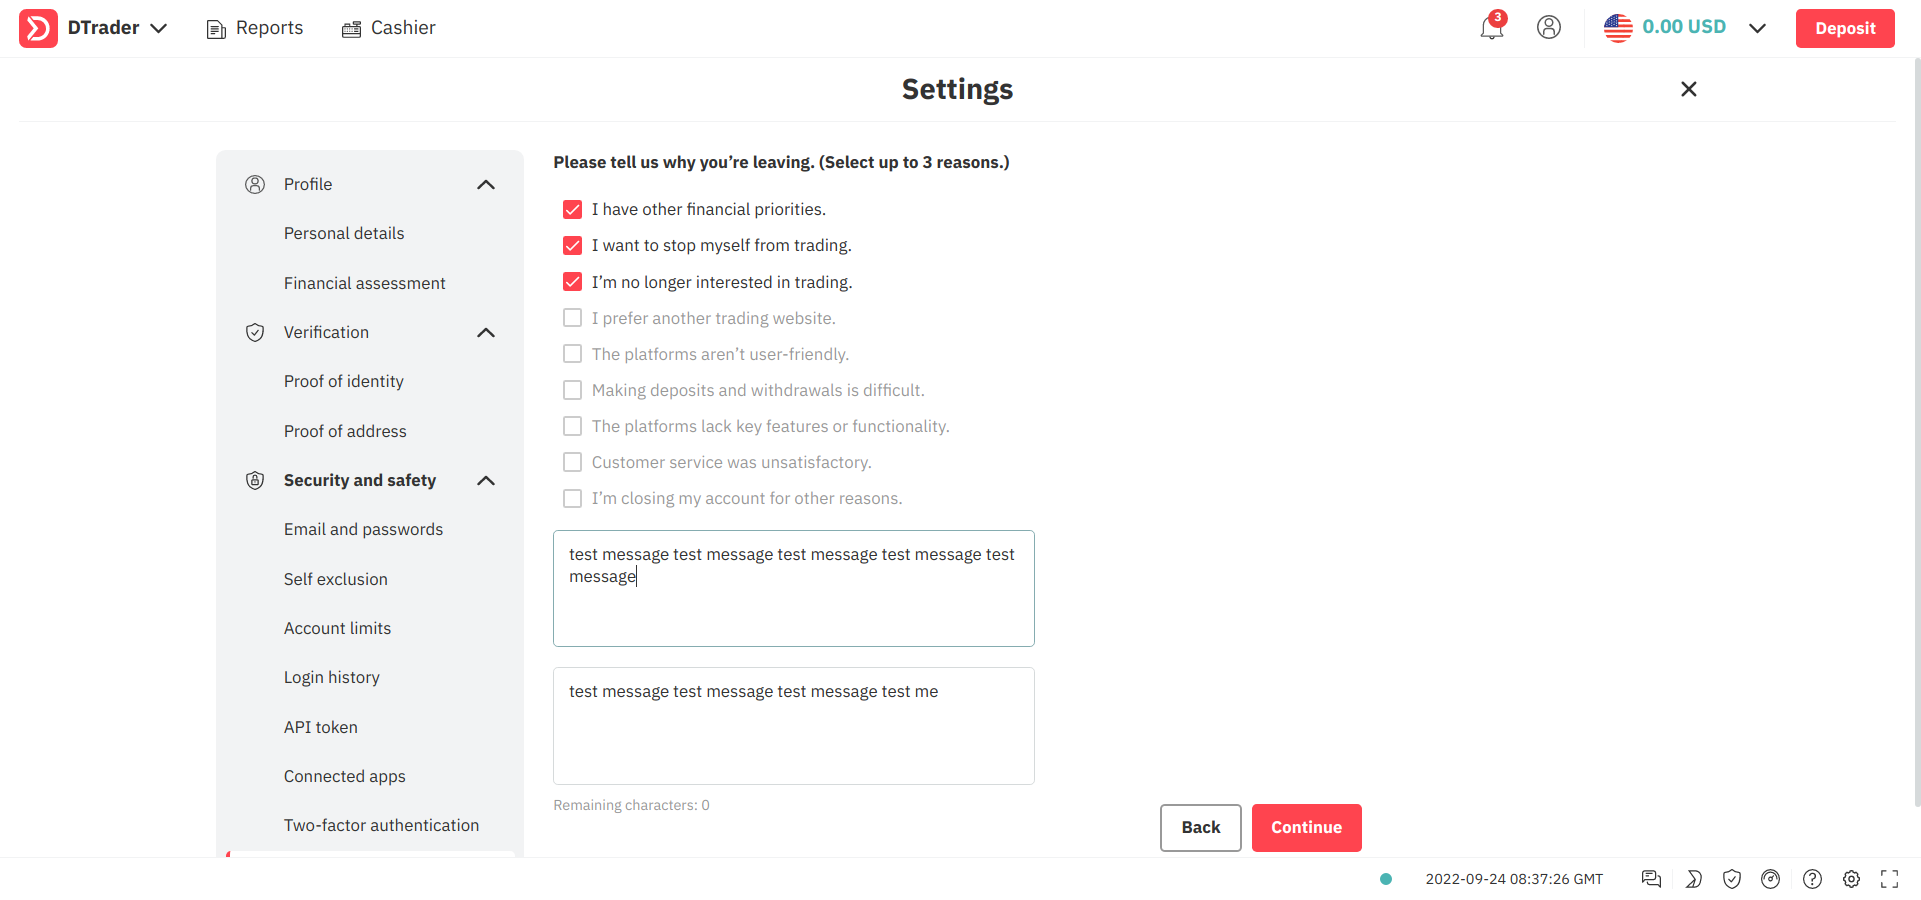 DTrader
Reports
Cashier
3
0.00 USD
Deposit
Settings
Profile
Personal details
Financial assessment
Verification
Proof of identity
Proof of address
Security and safety
Email and passwords
Self exclusion
Account limits
Login history
API token
Connected apps
Two-factor authentication
Please tell us why you’re leaving. (Select up to 3 reasons.)
I have other financial priorities.
I want to stop myself from trading.
I’m no longer interested in trading.
I prefer another trading website.
The platforms aren’t user-friendly.
Making deposits and withdrawals is difficult.
The platforms lack key features or functionality.
Customer service was unsatisfactory.
I’m closing my account for other reasons.
test message test message test message test message test
message
test message test message test message test me
Remaining characters: 0
Back
Continue
2022-09-24 08:37:26 GMT